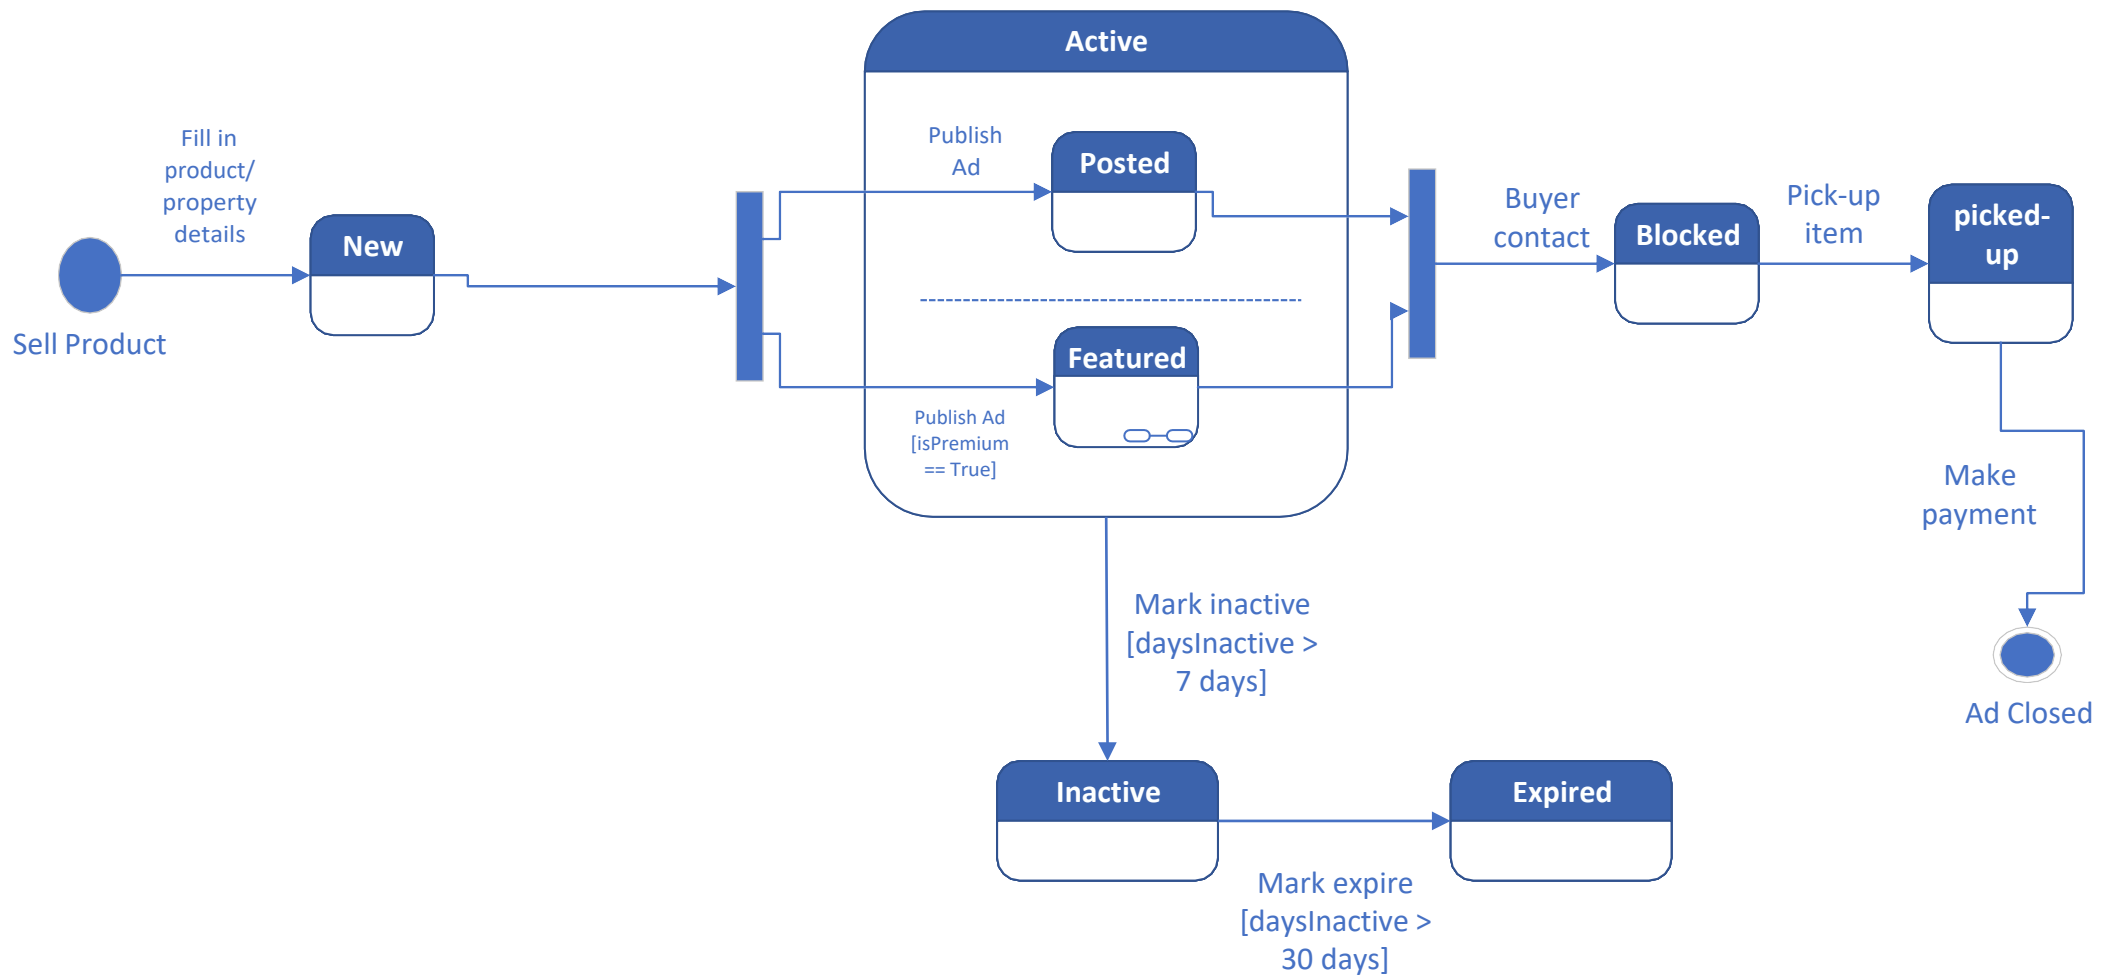 Active
Fill in
product/
property
details
Publish
Ad
Posted
Buyer
contact
Pick-up
item
picked-
up
New
Blocked
Sell Product
Featured
Publish Ad
[isPremium
== True]
Make
payment
Mark inactive
[daysInactive >
7 days]
Ad Closed
Inactive
Expired
Mark expire
[daysInactive >
30 days]